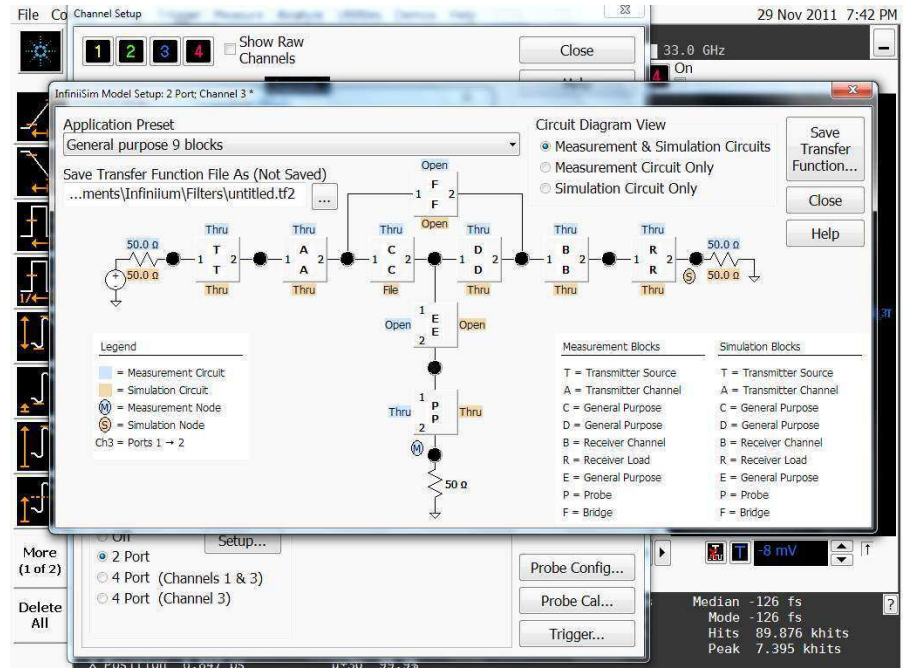 File Co Channel Setup
29 Nov 2011 7:42 PM
1 2 3 4 Show Raw Channels
Close
33.0 GHz
4 On
InfiniiSim Model Setup: 2 Port; Channel 3 *
Application Preset
General purpose 9 blocks
Save Transfer Function File As (Not Saved)
...ments\Infiniium\Filters\untitled.tf2
...
Circuit Diagram View
Measurement & Simulation Circuits
Measurement Circuit Only
Simulation Circuit Only
Save Transfer Function...
Close
Help
Open
1 F F 2
Open
50.0 Ω
50.0 Ω
Thru
1 T T 2
Thru
Thru
1 A A 2
Thru
Thru
1 C C 2
File
Thru
1 D D 2
Thru
Thru
1 B B 2
Thru
Thru
1 R R 2
Thru
50.0 Ω
S 50.0 Ω
Open
1 E E 2
Open
Thru
1 P P 2
Thru
M
50 Ω
Legend
= Measurement Circuit
= Simulation Circuit
M = Measurement Node
S = Simulation Node
Ch3 = Ports 1 → 2
Measurement Blocks
T = Transmitter Source
A = Transmitter Channel
C = General Purpose
D = General Purpose
B = Receiver Channel
R = Receiver Load
E = General Purpose
P = Probe
F = Bridge
Simulation Blocks
T = Transmitter Source
A = Transmitter Channel
C = General Purpose
D = General Purpose
B = Receiver Channel
R = Receiver Load
E = General Purpose
P = Probe
F = Bridge
1/4
Off
2 Port
4 Port (Channels 1 & 3)
4 Port (Channel 3)
Setup...
Probe Config...
Probe Cal...
Trigger...
More
(1 of 2)
Delete
All
T -8 mV
Median -126 fs
Mode -126 fs
Hits 89.876 khits
Peak 7.395 khits
?